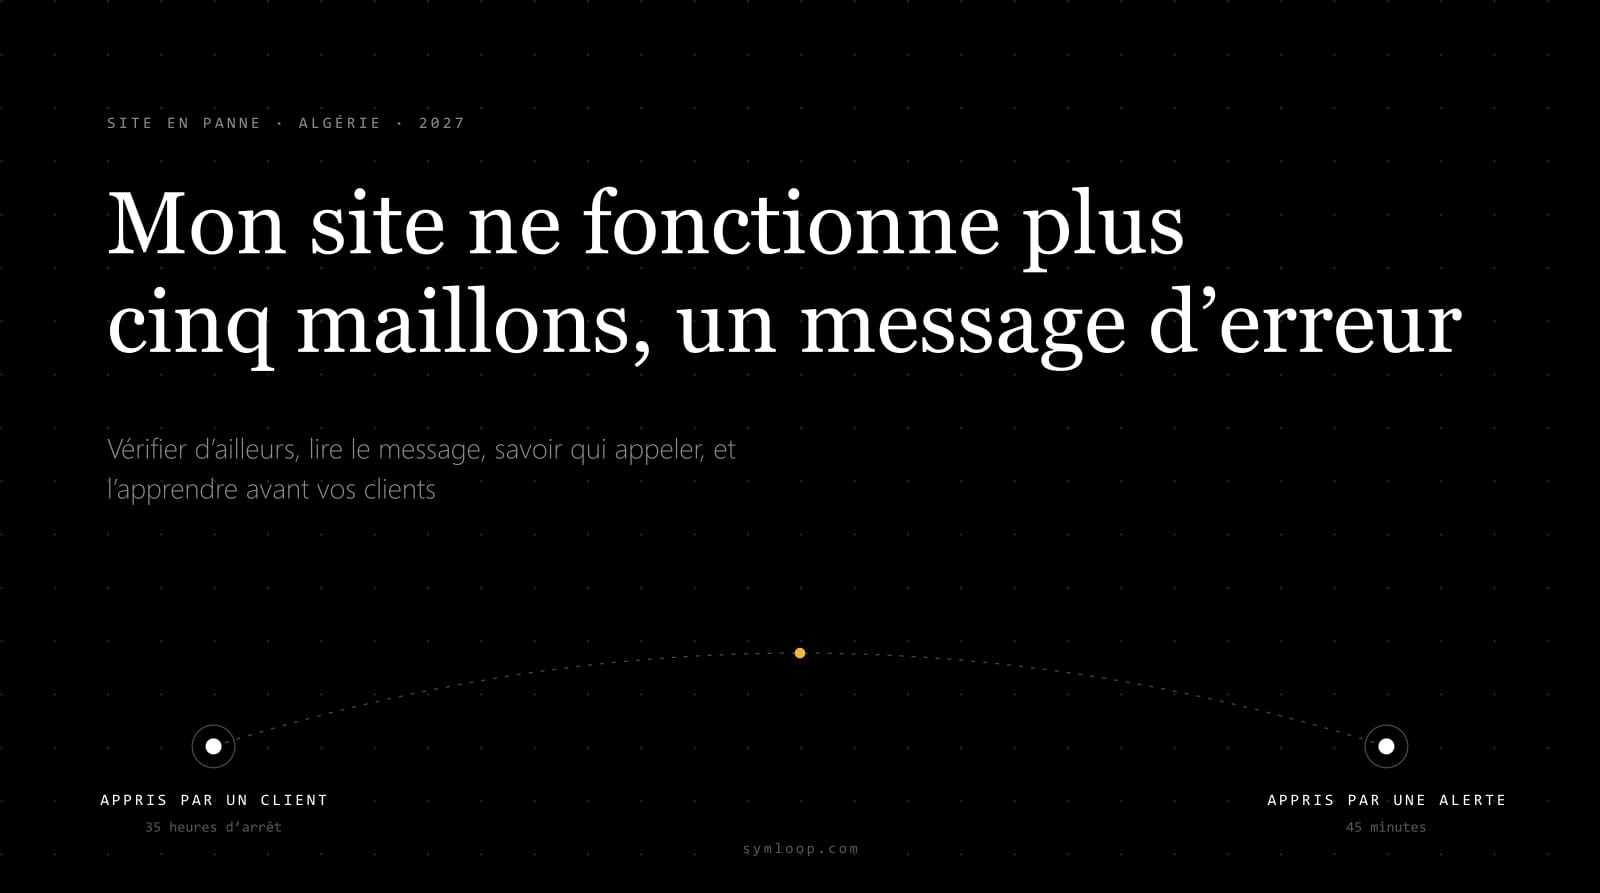 SITE EN PANNE · ALGÉRIE · 2027
Mon site ne fonctionne plus
cinq maillons, un message d’erreur
Vérifier d’ailleurs, lire le message, savoir qui appeler, et
l’apprendre avant vos clients
APPRIS PAR UN CLIENT
35 heures d’arrêt
APPRIS PAR UNE ALERTE
45 minutes
symloop.com